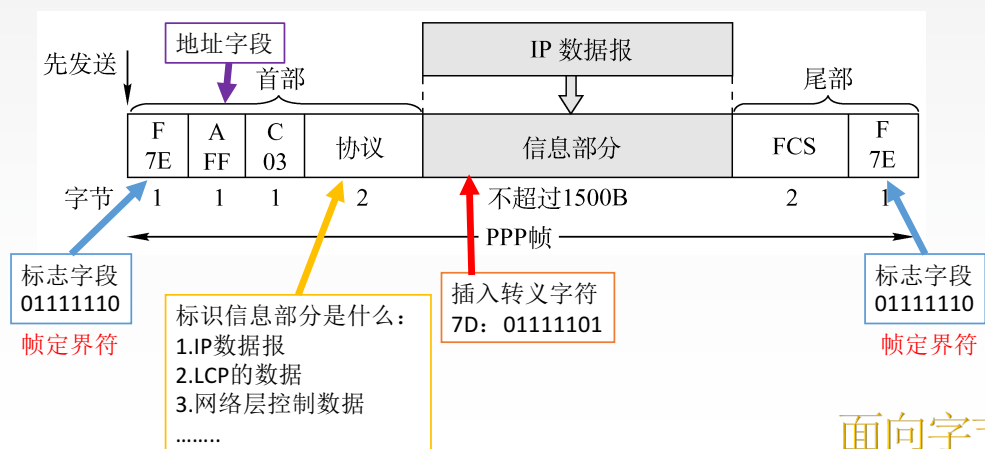 地址字段
IP 数据报
先发送
首部
尾部
F
7E
A
FF
C
03
协议
信息部分
FCS
F
7E
字节
1
1
1
2
不超过1500B
2
1
PPP帧
标志字段
01111110
帧定界符
标识信息部分是什么:
1.IP数据报
2.LCP的数据
3.网络层控制数据
........
插入转义字符
7D: 01111101
标志字段
01111110
帧定界符
面向字